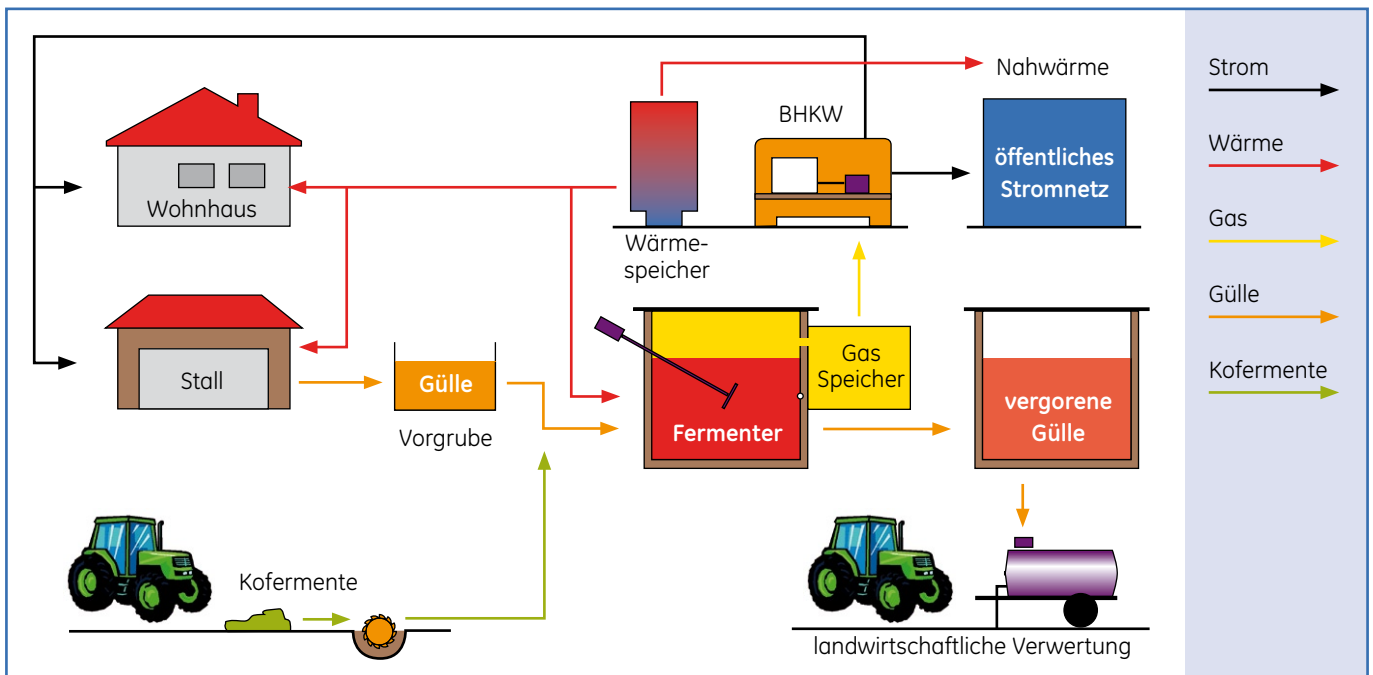 Nahwärme
BHKW
öffentliches
Stromnetz
Wohnhaus
Wärme-
speicher
Stall
Gülle
Vorgrube
Gas
Speicher
Fermenter
vergorene
Gülle
Kofermente
landwirtschaftliche Verwertung
Strom
Wärme
Gas
Gülle
Kofermente